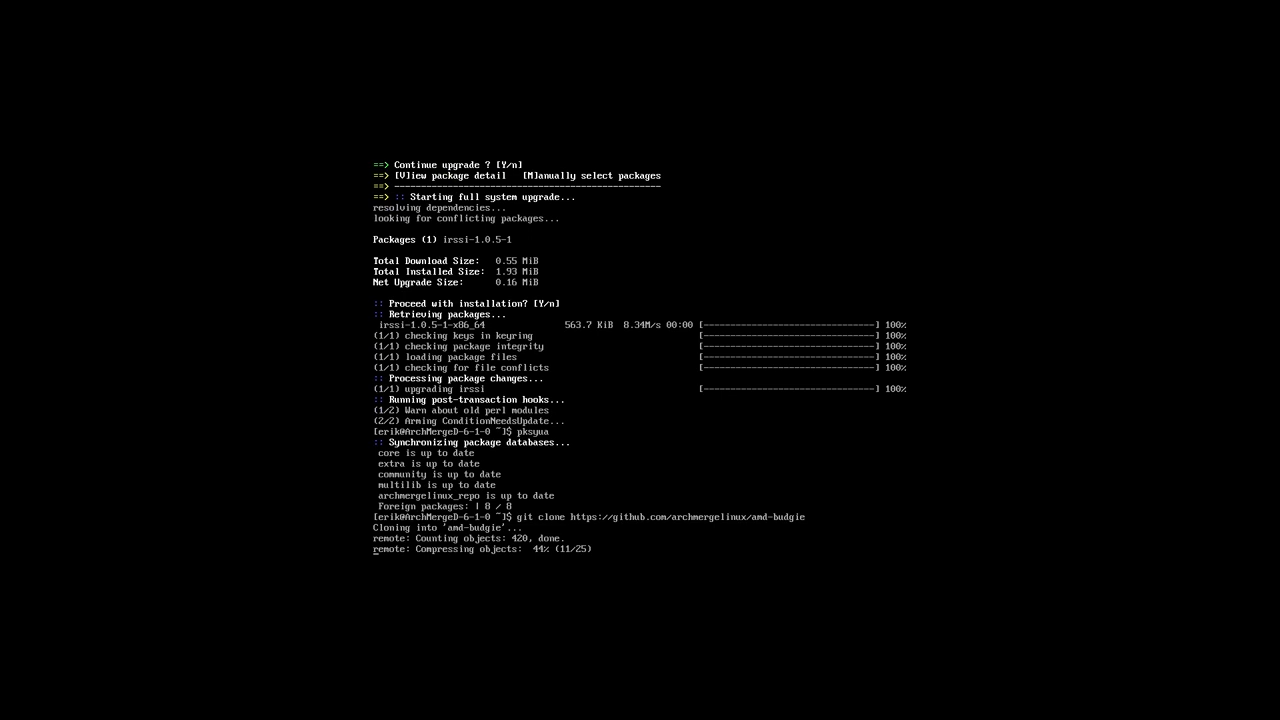 ==> Continue upgrade ? [Y/n]
==> [V]iew package detail   [M]anually select packages
==> --------------------------------------------------
==> :: Starting full system upgrade...
resolving dependencies...
looking for conflicting packages...

Packages (1) irssi-1.0.5-1

Total Download Size:   0.55 MiB
Total Installed Size:  1.93 MiB
Net Upgrade Size:      0.16 MiB

:: Proceed with installation? [Y/n]
:: Retrieving packages...
 irssi-1.0.5-1-x86_64               563.7 KiB  8.34M/s 00:00 [--------------------------------] 100%
(1/1) checking keys in keyring                               [--------------------------------] 100%
(1/1) checking package integrity                             [--------------------------------] 100%
(1/1) loading package files                                  [--------------------------------] 100%
(1/1) checking for file conflicts                            [--------------------------------] 100%
:: Processing package changes...
(1/1) upgrading irssi                                        [--------------------------------] 100%
:: Running post-transaction hooks...
(1/2) Warn about old perl modules
(2/2) Arming ConditionNeedsUpdate...
[erik@ArchMergeD-6-1-0 ~]$ pksyua
:: Synchronizing package databases...
 core is up to date
 extra is up to date
 community is up to date
 multilib is up to date
 archmergelinux_repo is up to date
 Foreign packages: | 8 / 8
[erik@ArchMergeD-6-1-0 ~]$ git clone https://github.com/archmergelinux/amd-budgie
Cloning into 'amd-budgie'...
remote: Counting objects: 420, done.
remote: Compressing objects:  44% (11/25)